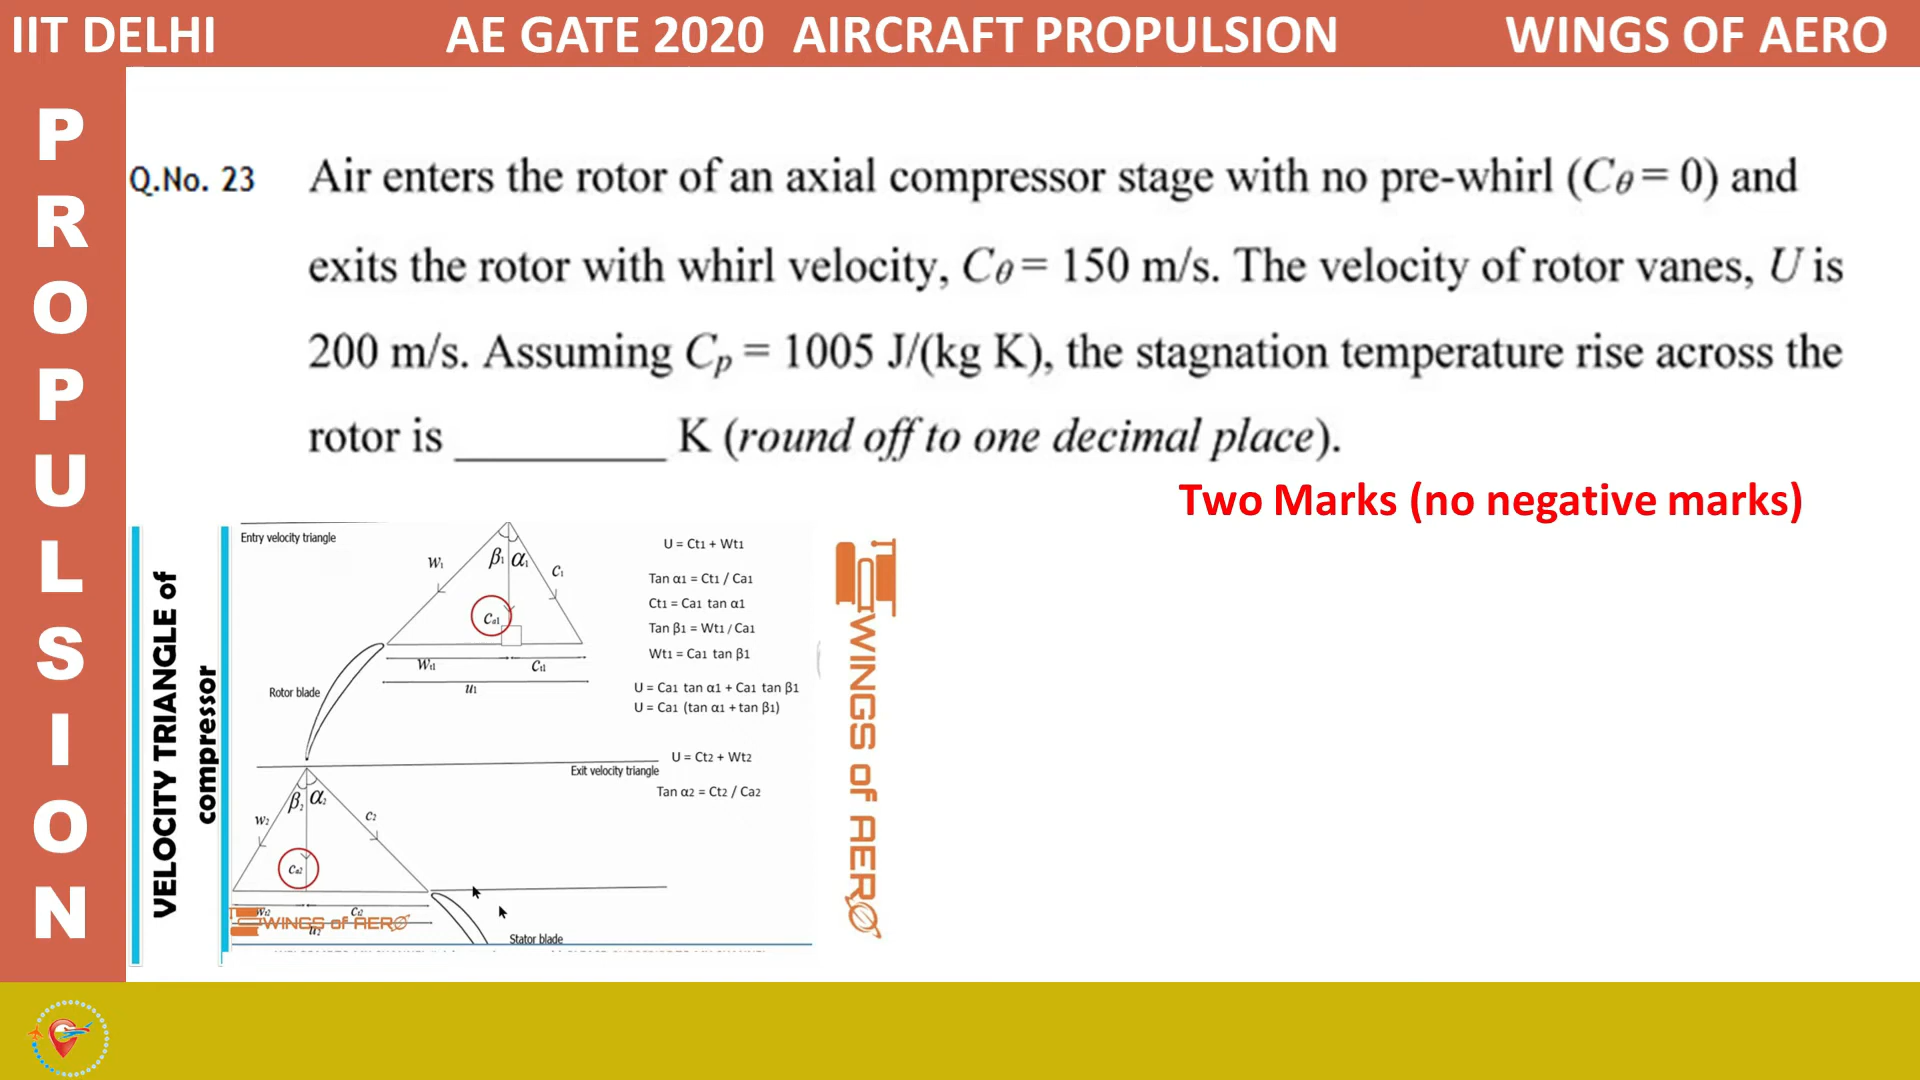 IIT DELHI AE GATE 2020 AIRCRAFT PROPULSION WINGS OF AERO
PROPULSION
Q.No. 23 Air enters the rotor of an axial compressor stage with no pre-whirl (Cθ = 0) and
exits the rotor with whirl velocity, Cθ = 150 m/s. The velocity of rotor vanes, U is
200 m/s. Assuming Cp = 1005 J/(kg K), the stagnation temperature rise across the
rotor is ________ K (round off to one decimal place).
Two Marks (no negative marks)
VELOCITY TRIANGLE of
compressor
Entry velocity triangle
W1
β1 α1
C1
Ca1
Wt1
Ct1
u1
Rotor blade
U = Ct1 + Wt1
Tan α1 = Ct1 / Ca1
Ct1 = Ca1 tan α1
Tan β1 = Wt1 / Ca1
Wt1 = Ca1 tan β1
U = Ca1 tan α1 + Ca1 tan β1
U = Ca1 (tan α1 + tan β1)
U = Ct2 + Wt2
Exit velocity triangle
Tan α2 = Ct2 / Ca2
β2 α2
W2
C2
Ca2
Wt2
Ct2
WINGS of AERO
u2
Stator blade
WINGS of AERO